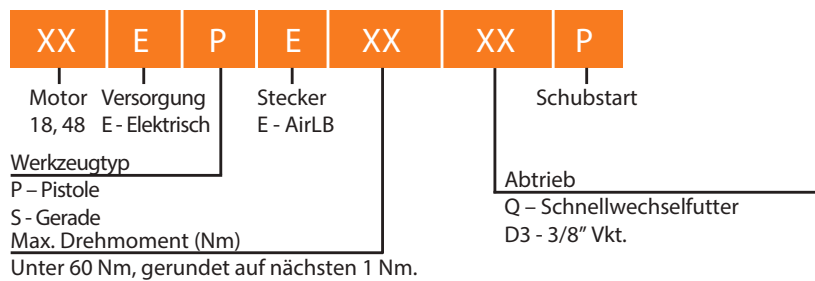 XX E P E XX XX P
Motor Versorgung Stecker Schubstart
18, 48 E - Elektrisch E - AirLB
Werkzeugtyp
P – Pistole
S - Gerade
Max. Drehmoment (Nm)
Unter 60 Nm, gerundet auf nächsten 1 Nm.
Abtrieb
Q – Schnellwechselfutter
D3 - 3/8” Vkt.